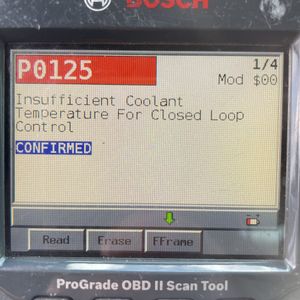 BOSCH
P0125
1/4
Mod $00
Insufficient Coolant
Temperature For Closed Loop
Control
CONFIRMED
Read Erase FFrame
ProGrade OBD II Scan Tool